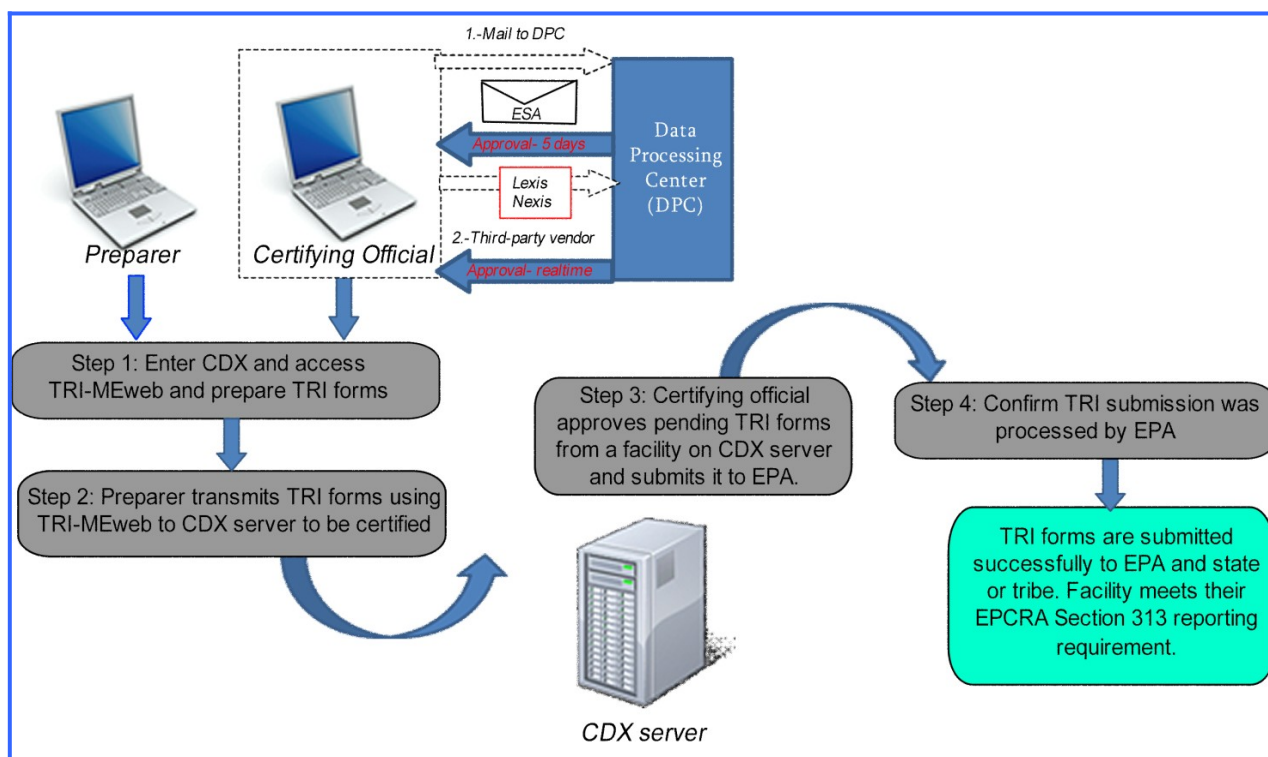 1.-Mail to DPC
ESA
Approval- 5 days
Lexis
Nexis
2.-Third-party vendor
Approval- realtime
Data
Processing
Center
(DPC)
Preparer
Certifying Official
Step 1: Enter CDX and access
TRI-MEweb and prepare TRI forms
Step 2: Preparer transmits TRI forms using
TRI-MEweb to CDX server to be certified
Step 3: Certifying official
approves pending TRI forms
from a facility on CDX server
and submits it to EPA.
CDX server
Step 4: Confirm TRI submission was
processed by EPA
TRI forms are submitted
successfully to EPA and state
or tribe. Facility meets their
EPCRA Section 313 reporting
requirement.